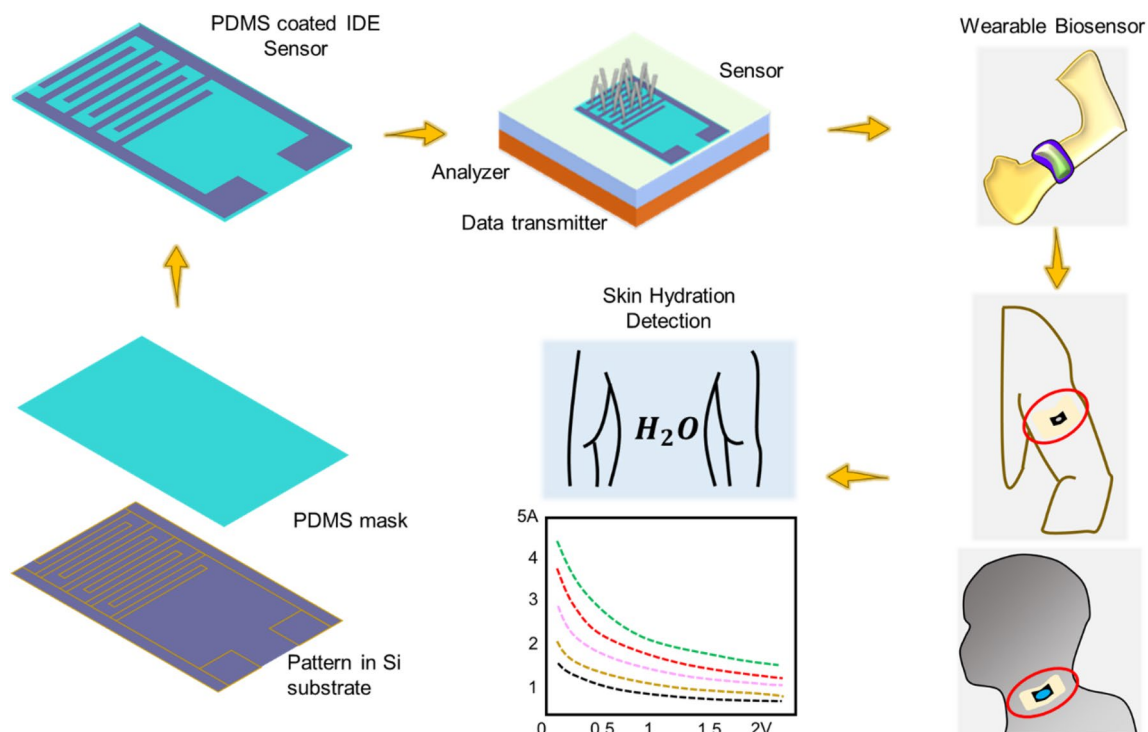 PDMS coated IDE
Sensor
Sensor
Analyzer
Data transmitter
Wearable Biosensor
Skin Hydration
Detection
H₂O
PDMS mask
Pattern in Si
substrate
5A
4
3
2
1
0 0.5 1 1.5 2V